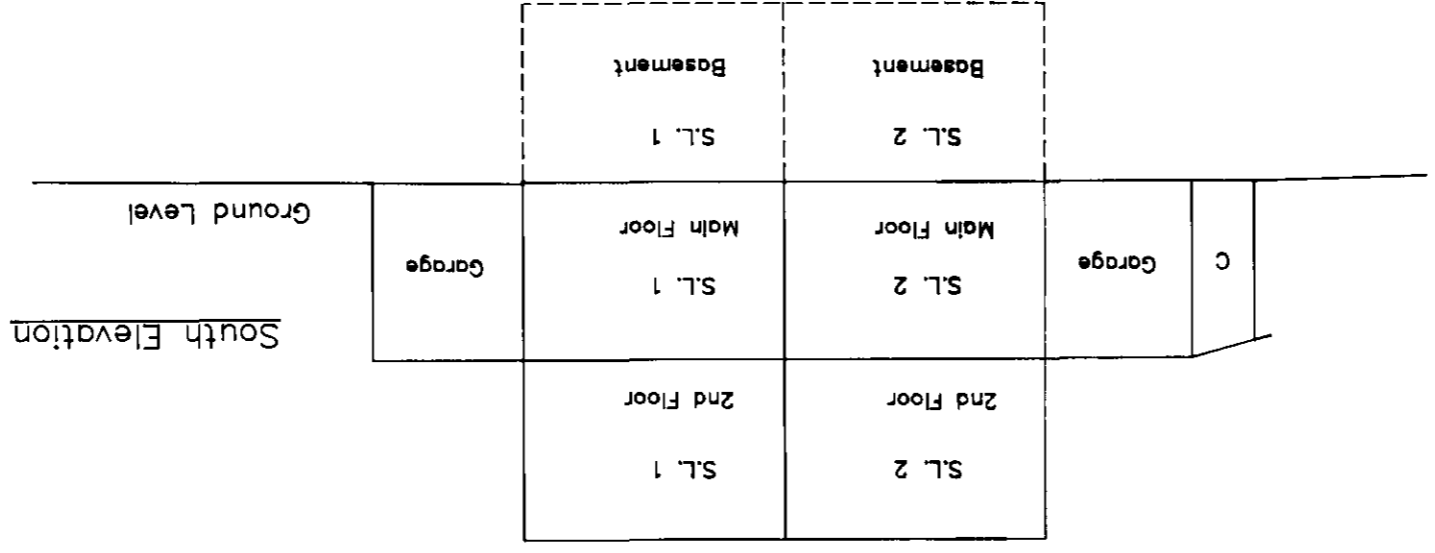 S.L. 2
2nd Floor
S.L. 1
2nd Floor
South Elevation
C
Garage
S.L. 2
Main Floor
S.L. 1
Main Floor
Garage
Ground Level
S.L. 2
Basement
S.L. 1
Basement